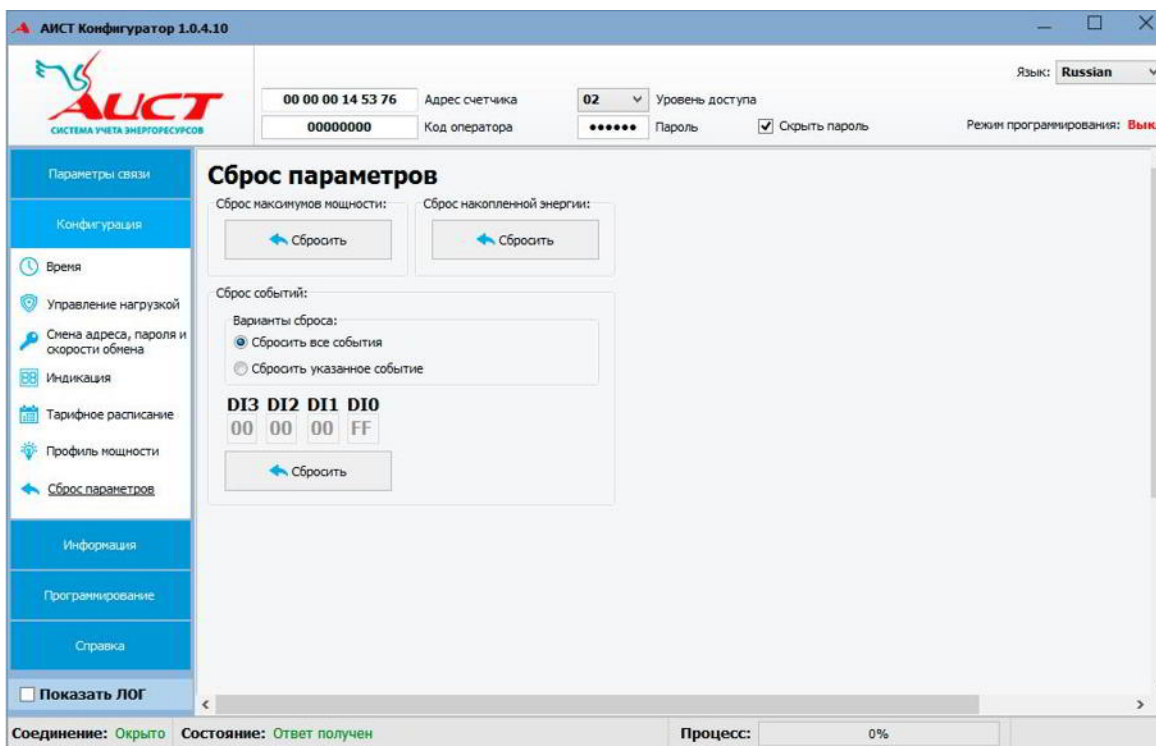 АИСТ Конфигуратор 1.0.4.10
Язык: Russian
АИСТ
СИСТЕМА УЧЕТА ЭНЕРГОРЕСУРСОВ
00 00 00 14 53 76 Адрес счетчика 02 Уровень доступа
00000000 Код оператора ●●●●●● Пароль Скрыть пароль Режим программирования: Вык
Параметры связи
Конфигурация
Время
Управление нагрузкой
Смена адреса, пароля и
скорости обмена
Индикация
Тарифное расписание
Профиль мощности
Сброс параметров
Информация
Программирование
Справка
Показать ЛОГ
Сброс параметров
Сброс максимумов мощности: Сброс накопленной энергии:
Сбросить Сбросить
Сброс событий:
Варианты сброса:
Сбросить все события
Сбросить указанное событие
DI3 DI2 DI1 DI0
00 00 00 FF
Сбросить
Соединение: Окрыто Состояние: Ответ получен Процесс: 0%